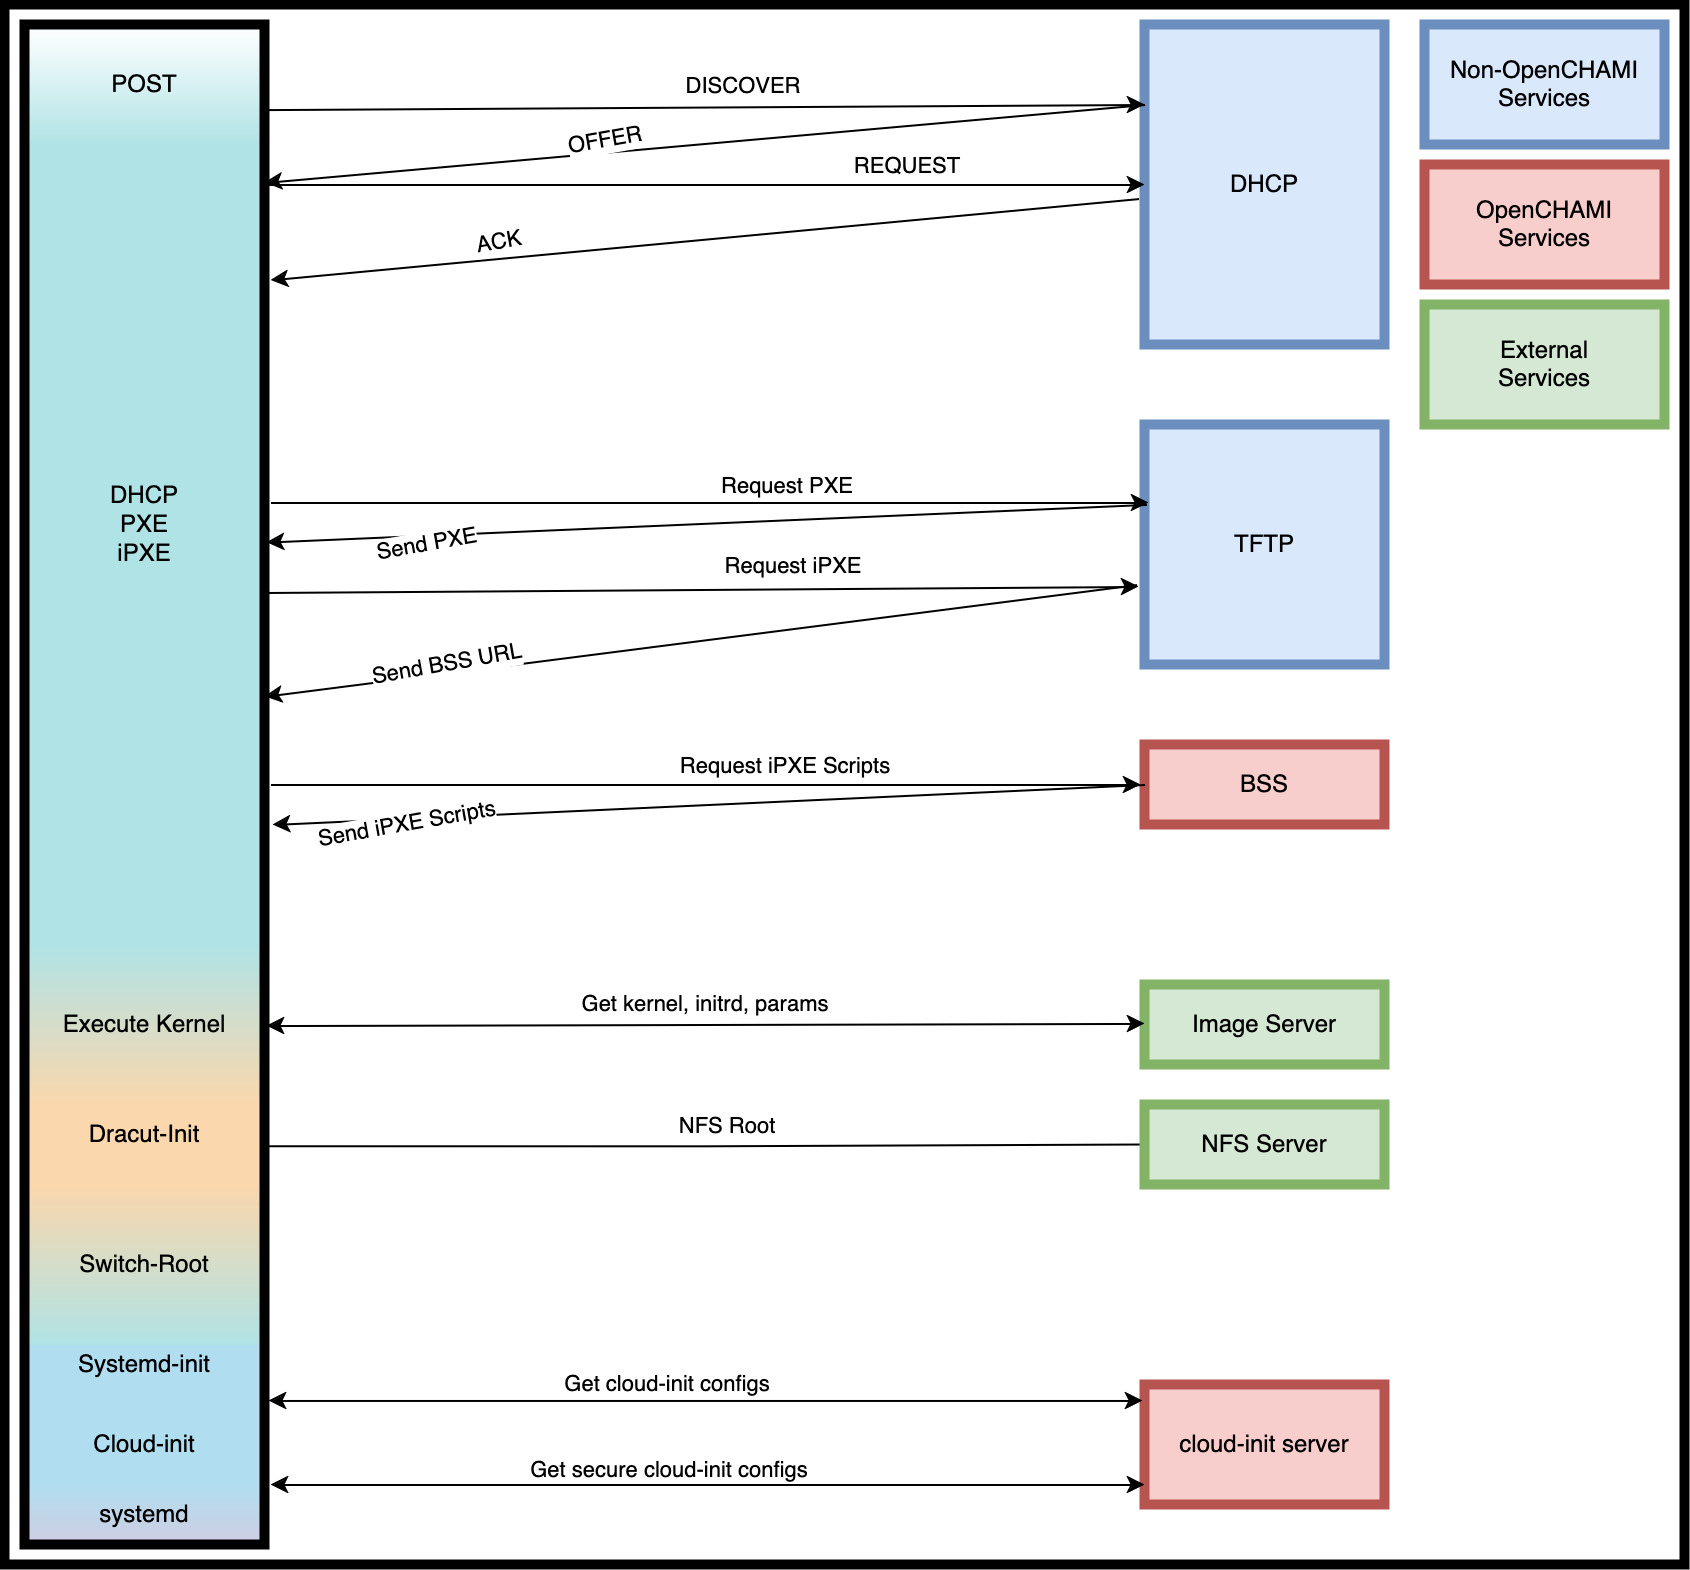 POST
DISCOVER
OFFER
REQUEST
ACK
DHCP
Non-OpenCHAMI
Services
OpenCHAMI
Services
External
Services
DHCP
PXE
iPXE
Request PXE
Send PXE
Request iPXE
Send BSS URL
TFTP
Request iPXE Scripts
Send iPXE Scripts
BSS
Execute Kernel
Get kernel, initrd, params
Image Server
Dracut-Init
NFS Root
NFS Server
Switch-Root
Systemd-init
Get cloud-init configs
Cloud-init
cloud-init server
Get secure cloud-init configs
systemd